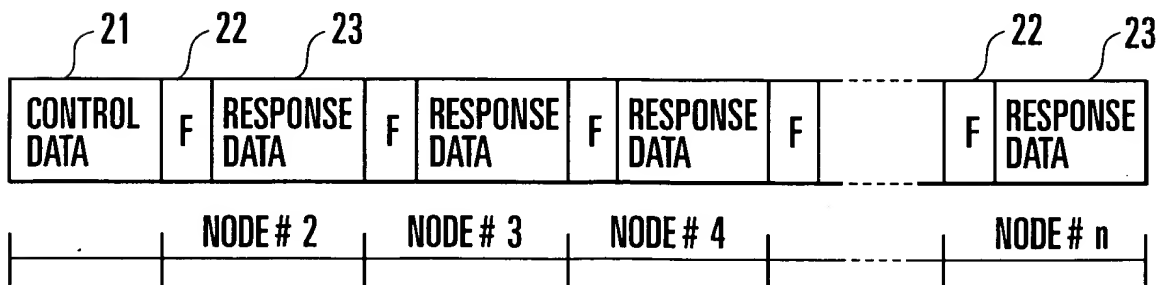 21 22 23 22 23
CONTROL DATA F RESPONSE DATA F RESPONSE DATA F RESPONSE DATA F F RESPONSE DATA
NODE # 2 NODE # 3 NODE # 4 NODE # n